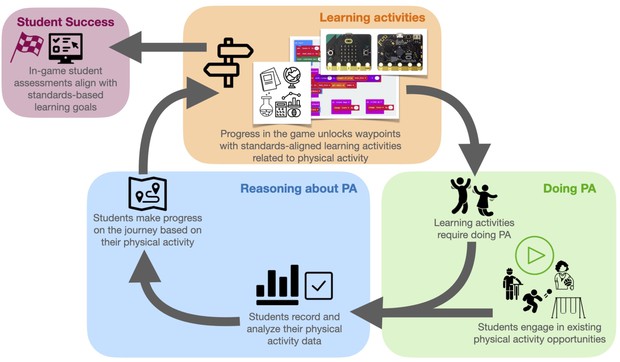 Student Success
In-game student
assessments align with
standards-based
learning goals
Learning activities
Progress in the game unlocks waypoints
with standards-aligned learning activities
related to physical activity
Reasoning about PA
Students make progress
on the journey based on
their physical activity
Students record and
analyze their physical
activity data
Doing PA
Learning activities
require doing PA
Students engage in existing
physical activity opportunities